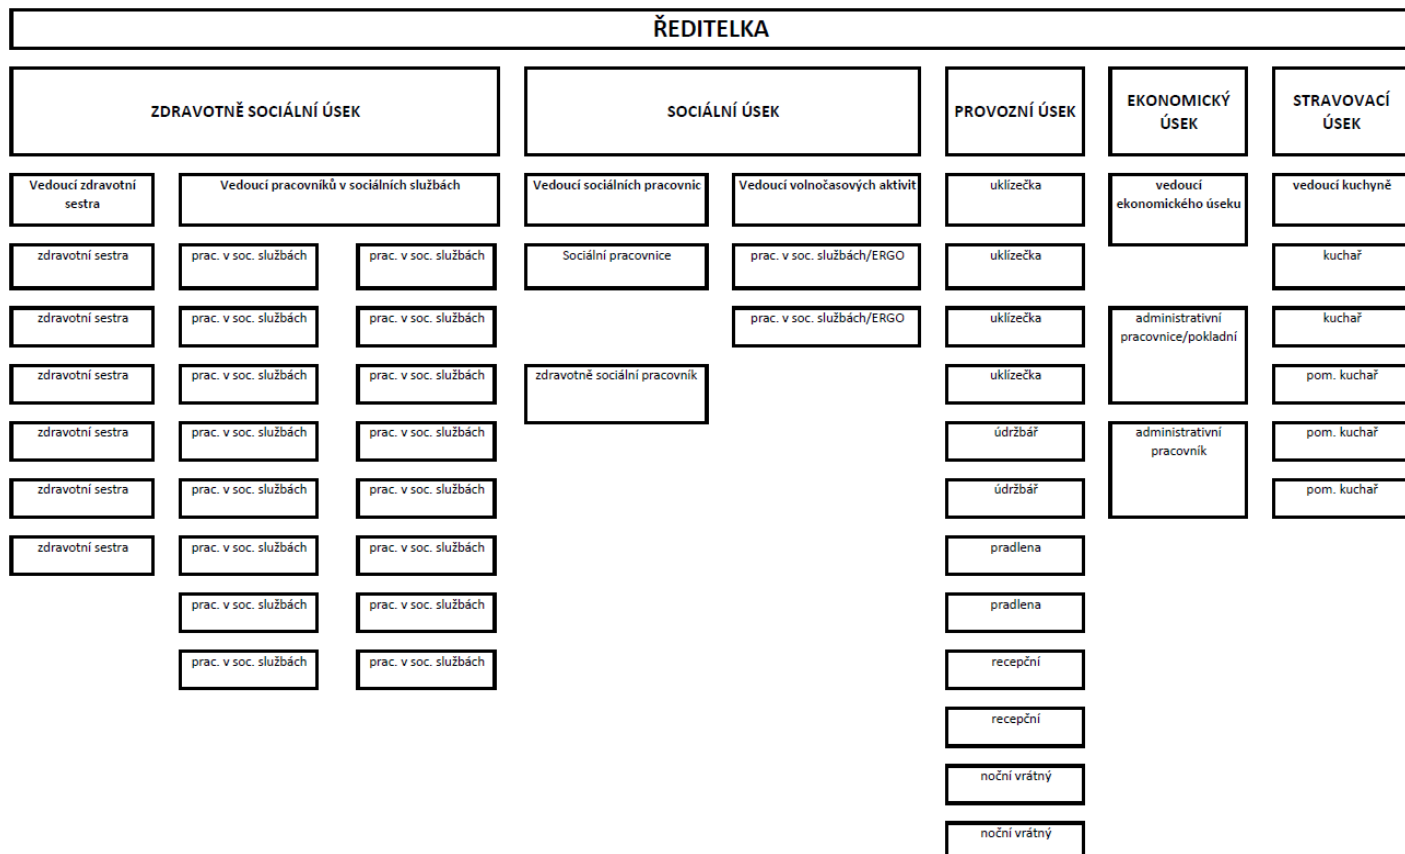 ŘEDITELKA
ZDRAVOTNĚ SOCIÁLNÍ ÚSEK
SOCIÁLNÍ ÚSEK
PROVOZNÍ ÚSEK
EKONOMICKÝ
ÚSEK
STRAVOVACÍ
ÚSEK
Vedoucí zdravotní
sestra
Vedoucí pracovníků v sociálních službách
Vedoucí sociálních pracovnic
Vedoucí volnočasových aktivit
uklízečka
vedoucí
ekonomického úseku
vedoucí kuchyně
zdravotní sestra
prac. v soc. službách
prac. v soc. službách
Sociální pracovnice
prac. v soc. službách/ERGO
uklízečka
kuchař
zdravotní sestra
prac. v soc. službách
prac. v soc. službách
prac. v soc. službách/ERGO
uklízečka
administrativní
pracovnice/pokladní
kuchař
zdravotní sestra
prac. v soc. službách
prac. v soc. službách
zdravotně sociální pracovník
uklízečka
pom. kuchař
zdravotní sestra
prac. v soc. službách
prac. v soc. službách
údržbář
administrativní
pracovník
pom. kuchař
zdravotní sestra
prac. v soc. službách
prac. v soc. službách
údržbář
pom. kuchař
zdravotní sestra
prac. v soc. službách
prac. v soc. službách
pradlena
prac. v soc. službách
prac. v soc. službách
pradlena
prac. v soc. službách
prac. v soc. službách
recepční
recepční
noční vrátný
noční vrátný